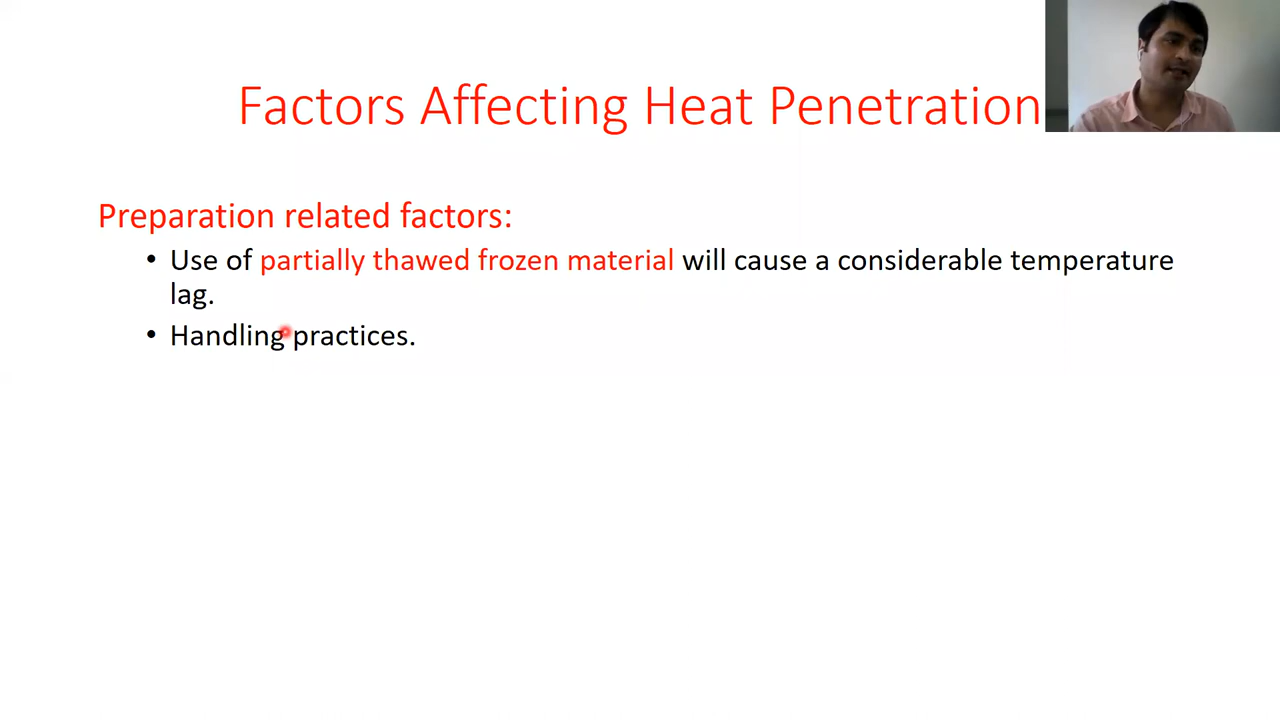 Factors Affecting Heat Penetration
Preparation related factors:
• Use of partially thawed frozen material will cause a considerable temperature
lag.
• Handling practices.